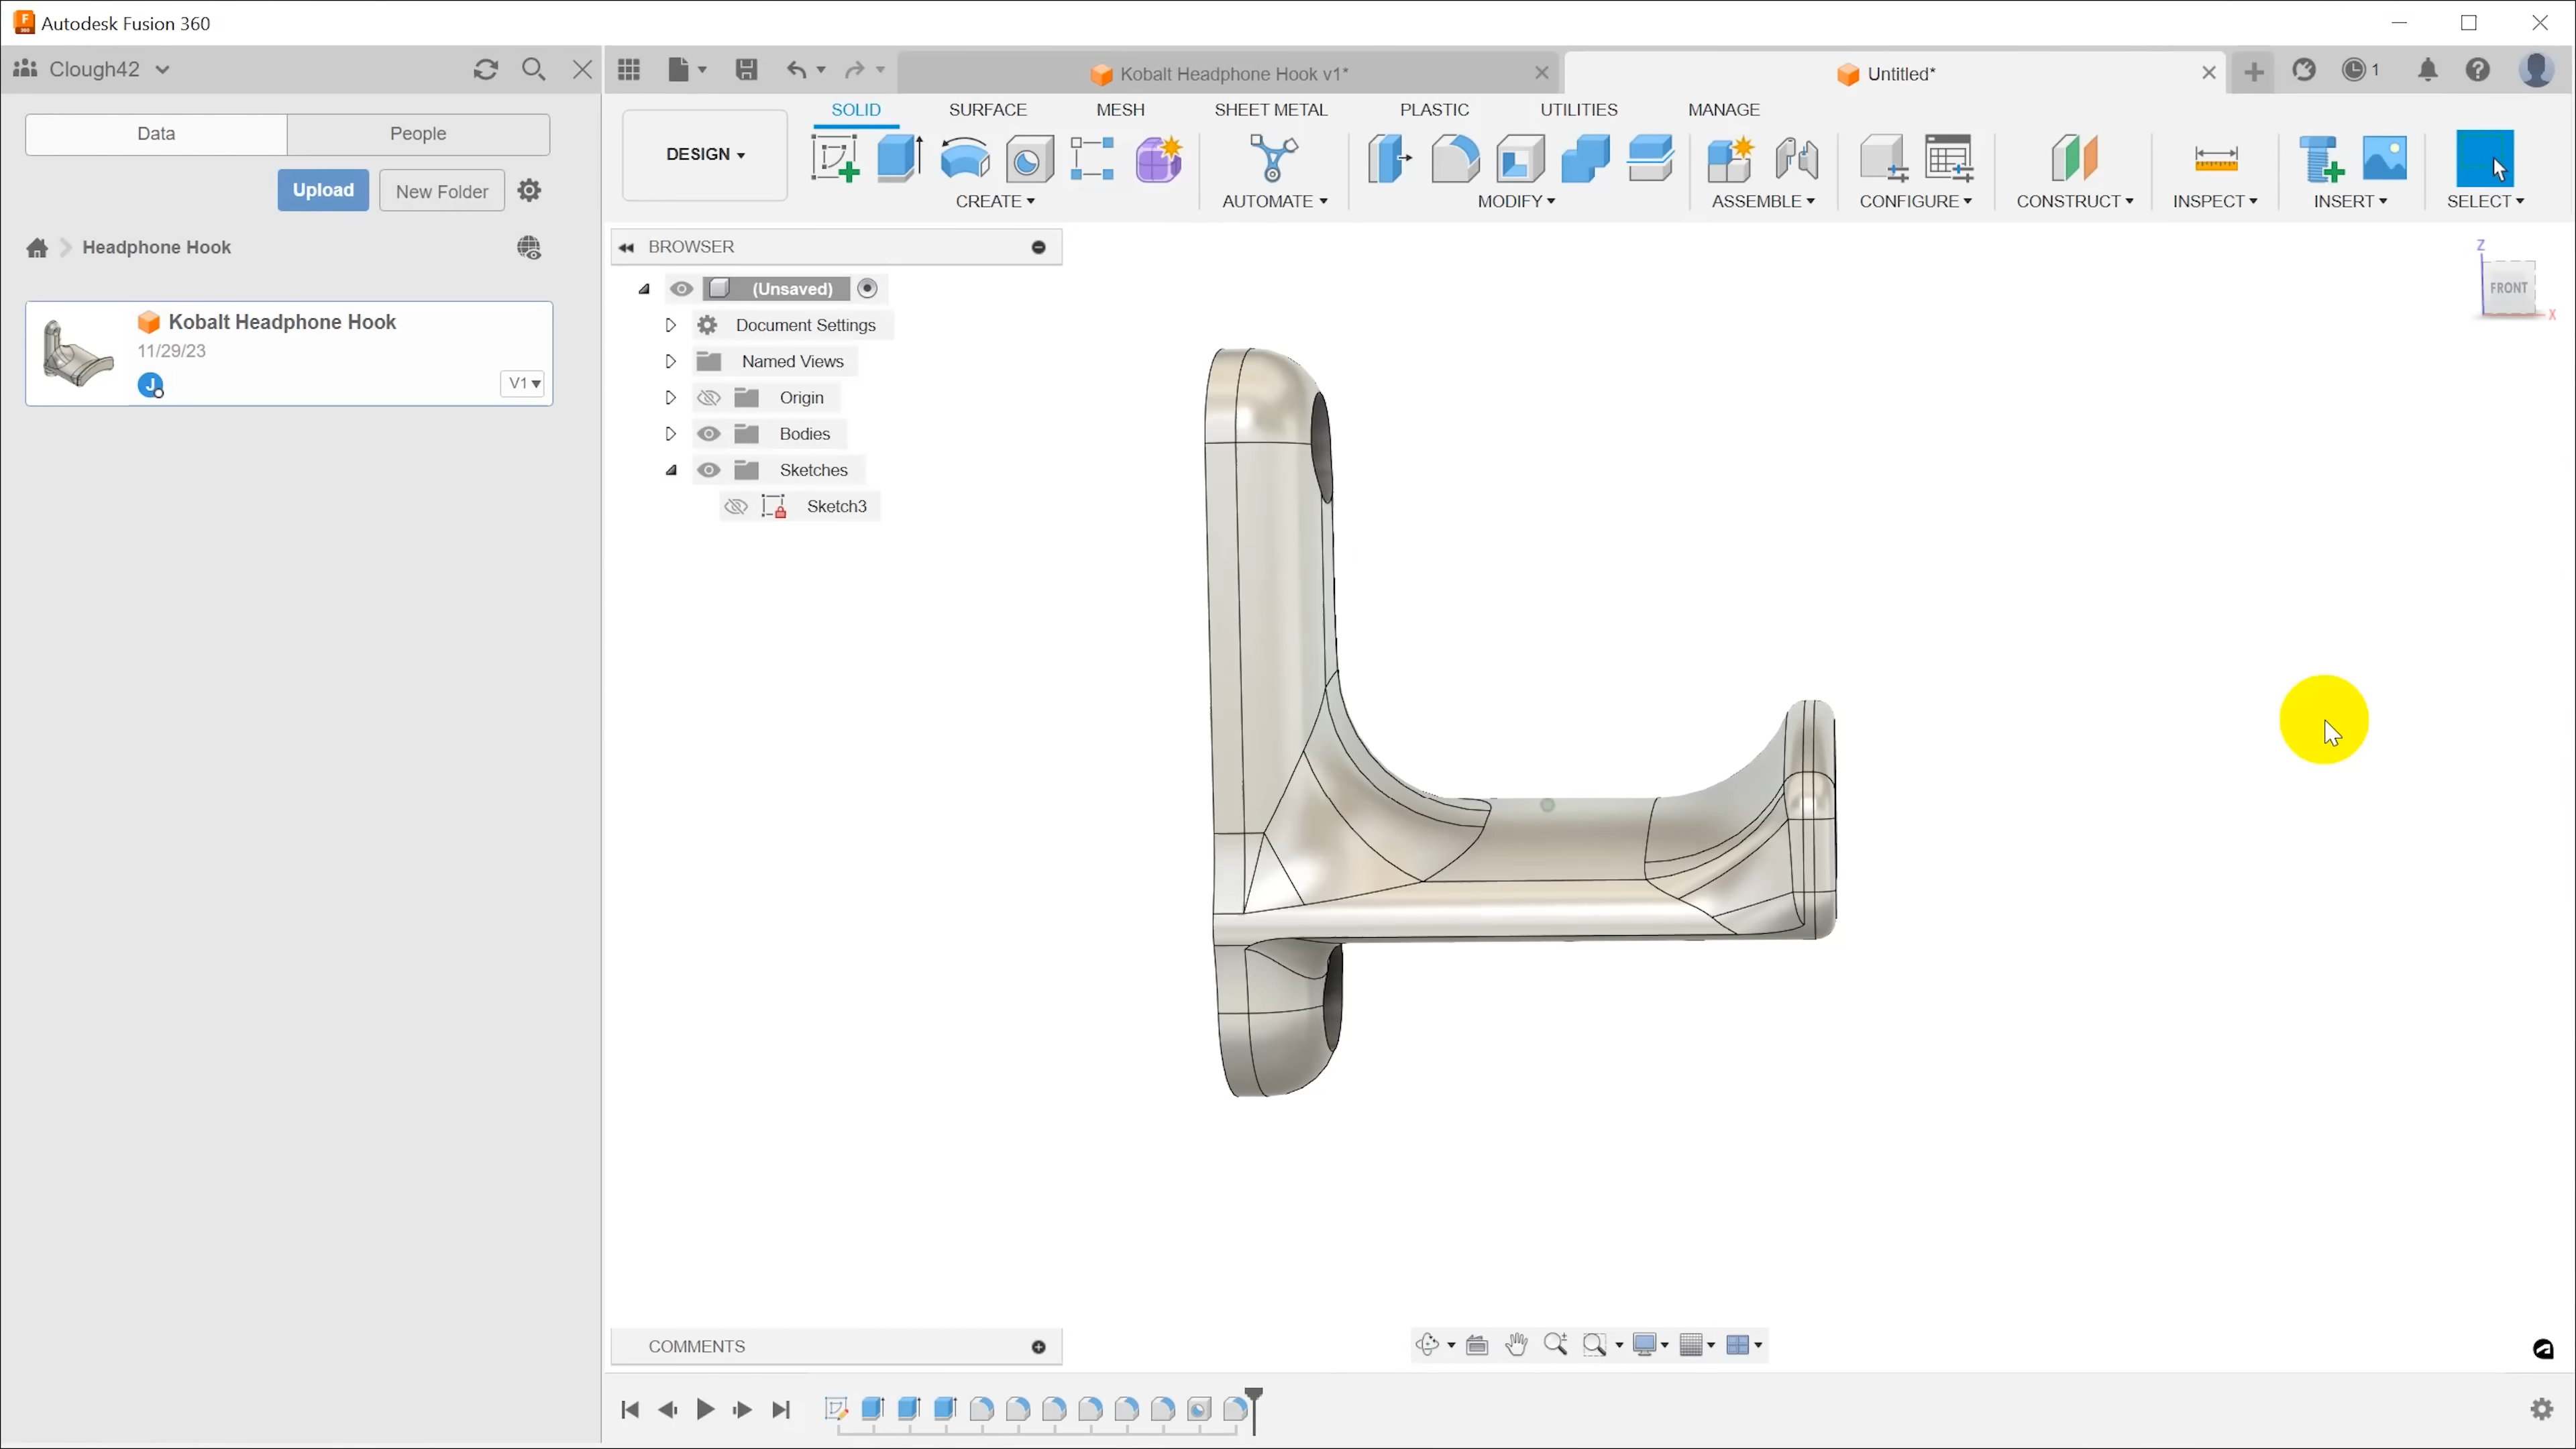 Autodesk Fusion 360
Clough42
Kobalt Headphone Hook v1*
Untitled*
1
Data
People
Upload
New Folder
Headphone Hook
Kobalt Headphone Hook
11/29/23
J
V1
DESIGN
SOLID
SURFACE
MESH
SHEET METAL
PLASTIC
UTILITIES
MANAGE
CREATE
AUTOMATE
MODIFY
ASSEMBLE
CONFIGURE
CONSTRUCT
INSPECT
INSERT
SELECT
BROWSER
(Unsaved)
Document Settings
Named Views
Origin
Bodies
Sketches
Sketch3
Z
FRONT
X
COMMENTS